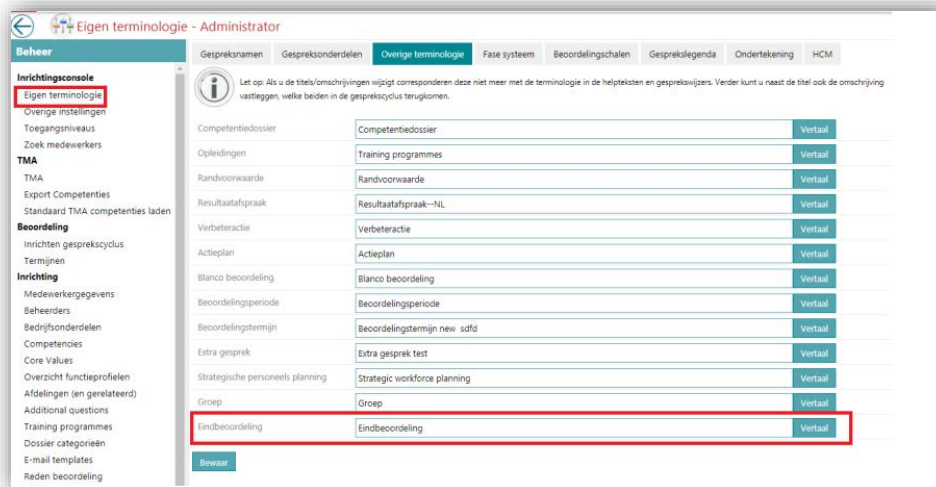 Eigen terminologie - Administrator
Beheer
Inrichtingsconsole
Eigen terminologie
Overige instellingen
Toegangsniveaus
Zoek medewerkers
TMA
TMA
Export Competenties
Standaard TMA competenties laden
Beoordeling
Inrichten gesprekscyclus
Termijnen
Inrichting
Medewerkergegevens
Beheerders
Bedrijfsonderdelen
Competencies
Core Values
Overzicht functieprofielen
Afdelingen (en gerelateerd)
Additional questions
Training programmes
Dossier categorieën
E-mail templates
Reden beoordeling
Gespreksnamen Gespreksonderdelen Overige terminologie Fase systeem Beoordelingschalen Gesprekslegenda Ondertekening HCM
Let op: Als u de titels/omschrijvingen wijzigt corresponderen deze niet meer met de terminologie in de helpteksten en gesprekswijzers. Verder kunt u naast de titel ook de omschrijving
vastleggen, welke beiden in de gesprekscyclus terugkomen.
Competentiedossier Competentiedossier Vertaal
Opleidingen Training programmes Vertaal
Randvoorwaarde Randvoorwaarde Vertaal
Resultaatafspraak Resultaatafspraak--NL Vertaal
Verbeteractie Verbeteractie Vertaal
Actieplan Actieplan Vertaal
Blanco beoordeling Blanco beoordeling Vertaal
Beoordelingsperiode Beoordelingsperiode Vertaal
Beoordelingstermijn Beoordelingstermijn new sdfd Vertaal
Extra gesprek Extra gesprek test Vertaal
Strategische personeels planning Strategic workforce planning Vertaal
Groep Groep Vertaal
Eindbeoordeling Eindbeoordeling Vertaal
Bewaar